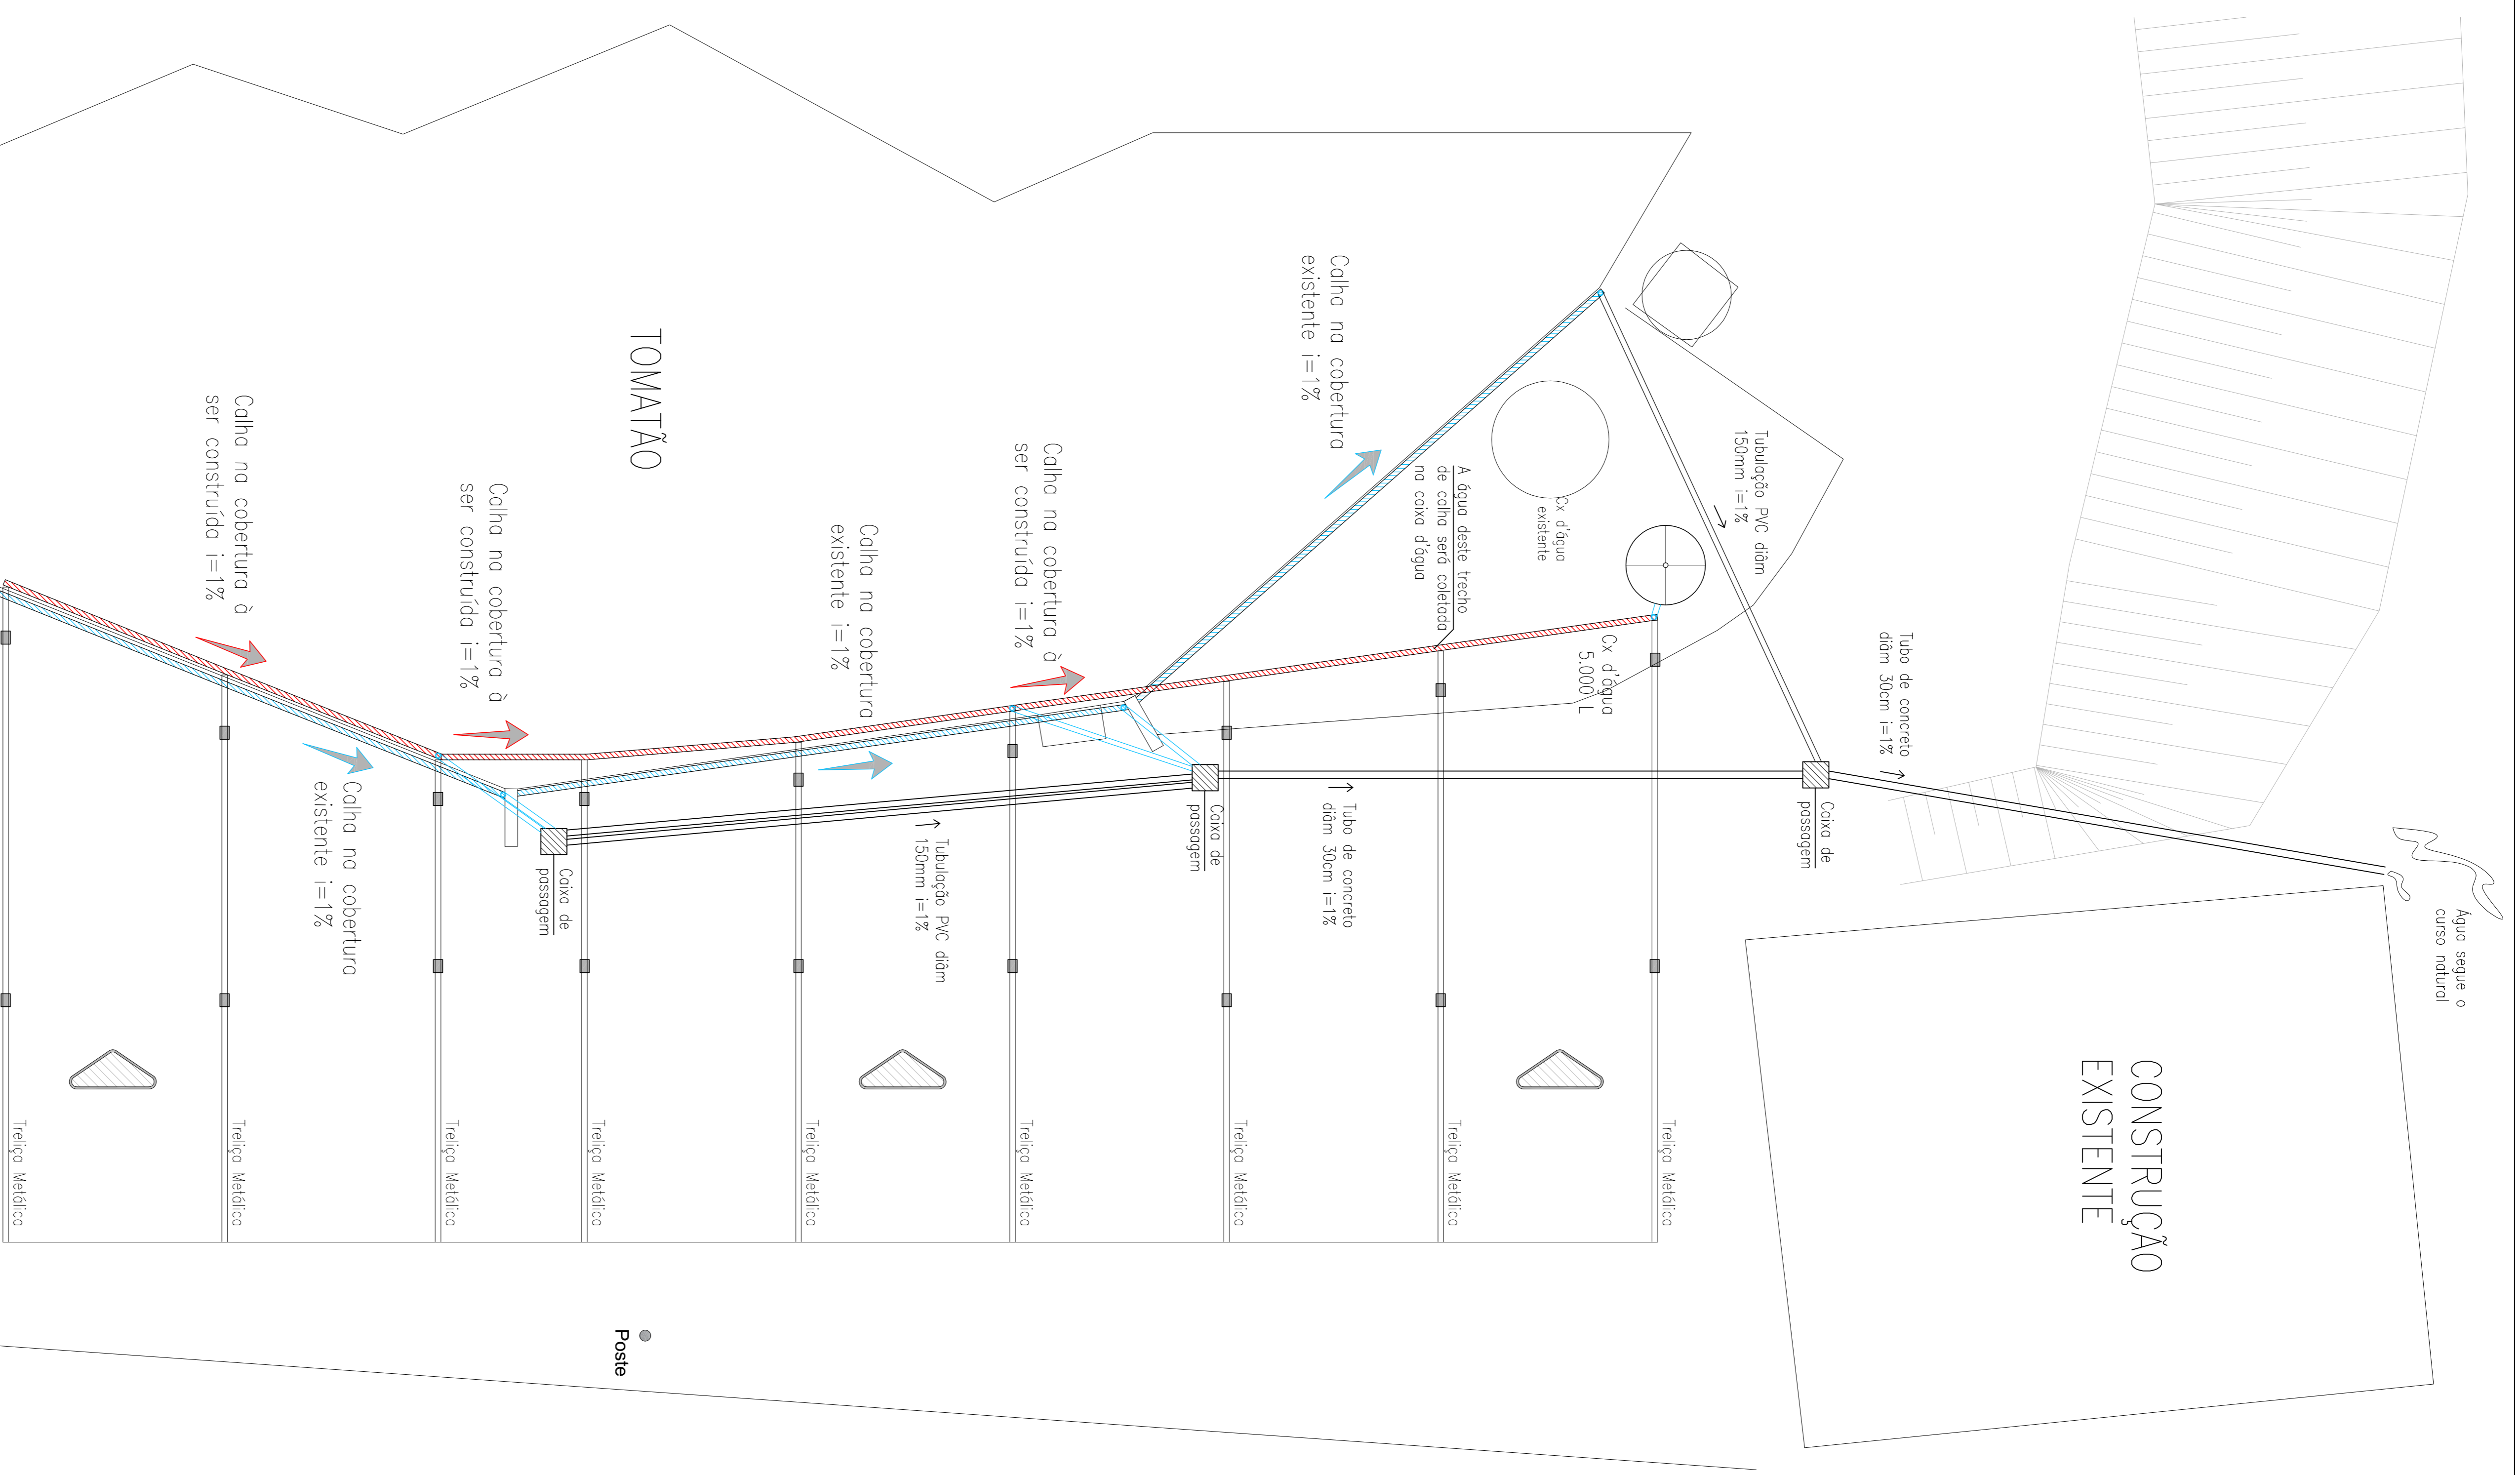 Água segue o
curso natural
CONSTRUÇÃO
EXISTENTE
Tubo de concreto
diâm 30cm i=1%
Caixa de
passagem
Tubulação PVC diâm
150mm i=1%
Cx d'água
5.000 L
Treliça Metálica
Cx d'água
existente
A água deste trecho
de calha será coletada
na caixa d'água
Treliça Metálica
Calha na cobertura
existente i=1%
Tubo de concreto
diâm 30cm i=1%
Caixa de
passagem
Treliça Metálica
Calha na cobertura à
ser construída i=1%
Treliça Metálica
Tubulação PVC diâm
150mm i=1%
Calha na cobertura
existente i=1%
Treliça Metálica
TOMATÃO
Poste
Treliça Metálica
Caixa de
passagem
Calha na cobertura à
ser construída i=1%
Treliça Metálica
Calha na cobertura
existente i=1%
Calha na cobertura à
ser construída i=1%
Treliça Metálica
Treliça Metálica